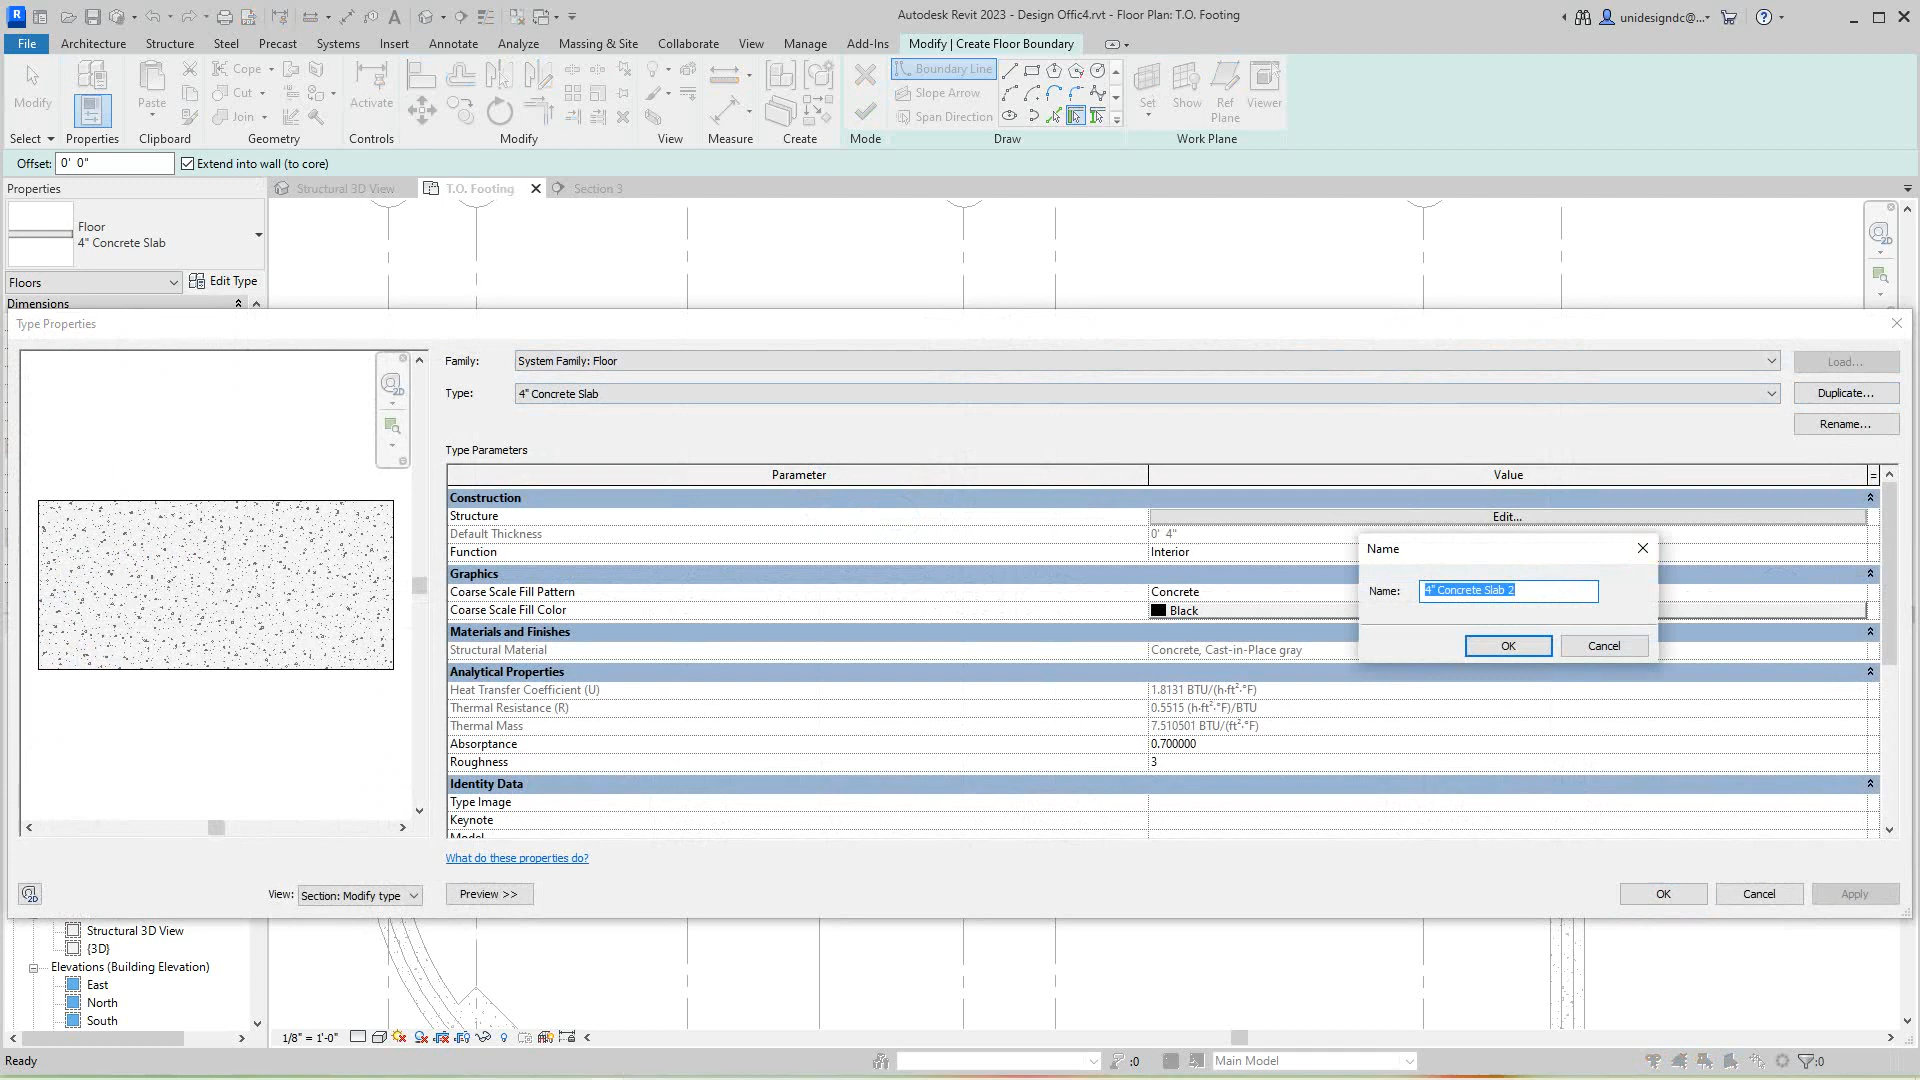 Autodesk Revit 2023 - Design Offic4.rvt - Floor Plan: T.O. Footing
unidesigndc@...
File Architecture Structure Steel Precast Systems Insert Annotate Analyze Massing & Site Collaborate View Manage Add-Ins Modify | Create Floor Boundary
Modify Paste Cope Cut Join Activate Boundary Line Slope Arrow Span Direction Set Show Ref Plane Viewer
Select Properties Clipboard Geometry Controls Modify View Measure Create Mode Draw Work Plane
Offset: 0' 0" Extend into wall (to core)
Properties
Structural 3D View T.O. Footing Section 3
Floor
4" Concrete Slab
Floors Edit Type
Dimensions
Type Properties
Family: System Family: Floor Load...
Type: 4" Concrete Slab Duplicate...
Rename...
Type Parameters
Parameter Value =
Construction
Structure Edit...
Default Thickness 0' 4"
Function Interior
Graphics
Coarse Scale Fill Pattern Concrete
Coarse Scale Fill Color Black
Materials and Finishes
Structural Material Concrete, Cast-in-Place gray
Analytical Properties
Heat Transfer Coefficient (U) 1.8131 BTU/(h·ft²·°F)
Thermal Resistance (R) 0.5515 (h·ft²·°F)/BTU
Thermal Mass 7.510501 BTU/(ft²·°F)
Absorptance 0.700000
Roughness 3
Identity Data
Type Image
Keynote
Model
Name
Name: 4" Concrete Slab 2
OK Cancel
What do these properties do?
View: Section: Modify type Preview >> OK Cancel Apply
Structural 3D View
{3D}
Elevations (Building Elevation)
East
North
South
1/8" = 1'-0"
Ready :0 Main Model :0